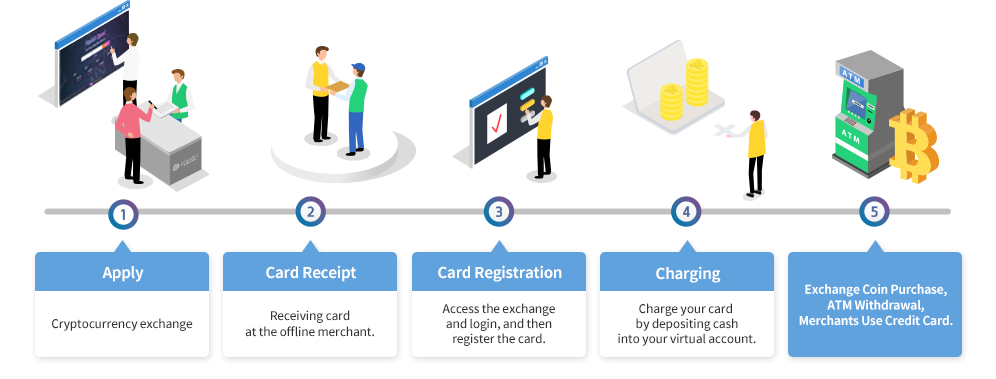 ATM
ATM
1
2
3
4
5
Apply
Cryptocurrency exchange
Card Receipt
Receiving card
at the offline merchant.
Card Registration
Access the exchange
and login, and then
register the card.
Charging
Charge your card
by depositing cash
into your virtual account.
Exchange Coin Purchase,
ATM Withdrawal,
Merchants Use Credit Card.